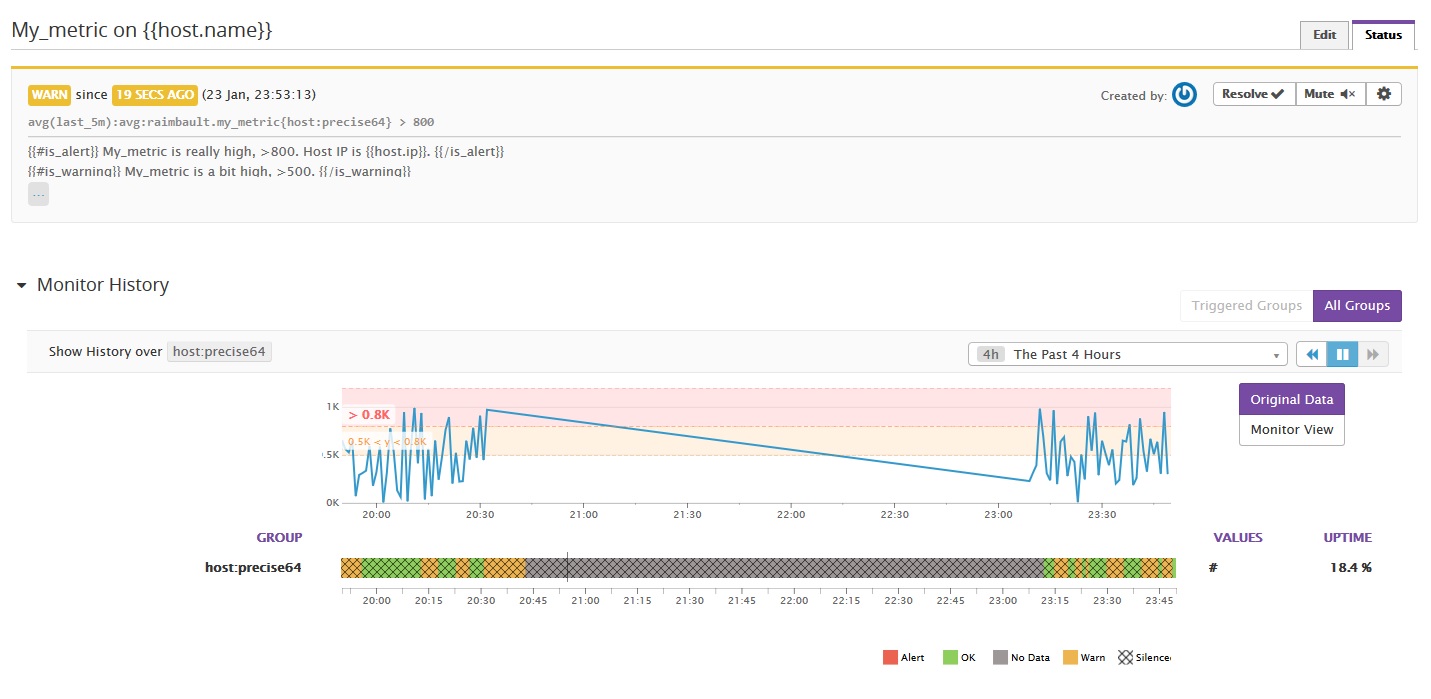 My_metric on {{host.name}}
Edit
Status
WARN since 19 SECS AGO (23 Jan, 23:53:13)
Created by:
Resolve
Mute
avg(last_5m):avg:raimbault.my_metric{host:precise64} > 800
{{#is_alert}} My_metric is really high, >800. Host IP is {{host.ip}}. {{/is_alert}}
{{#is_warning}} My_metric is a bit high, >500. {{/is_warning}}
...
Monitor History
Triggered Groups
All Groups
Show History over host:precise64
4h The Past 4 Hours
Original Data
Monitor View
1K
> 0.8K
0.5K < y < 0.8K
.5K
0K
20:00 20:30 21:00 21:30 22:00 22:30 23:00 23:30
GROUP VALUES UPTIME
host:precise64 # 18.4 %
20:00 20:15 20:30 20:45 21:00 21:15 21:30 21:45 22:00 22:15 22:30 22:45 23:00 23:15 23:30 23:45
Alert OK No Data Warn Silence